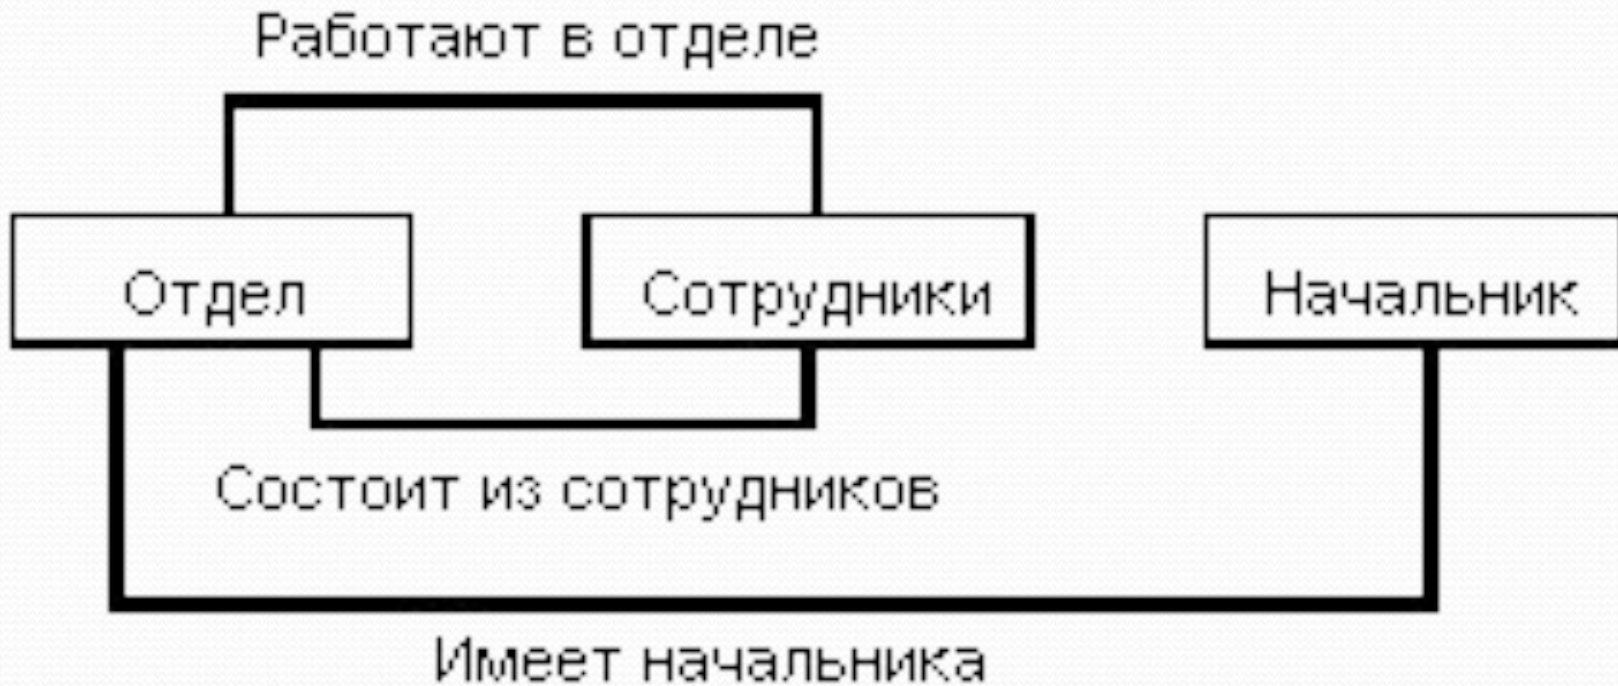 Работают в отделе
Отдел
Сотрудники
Начальник
Состоит из сотрудников
Имеет начальника